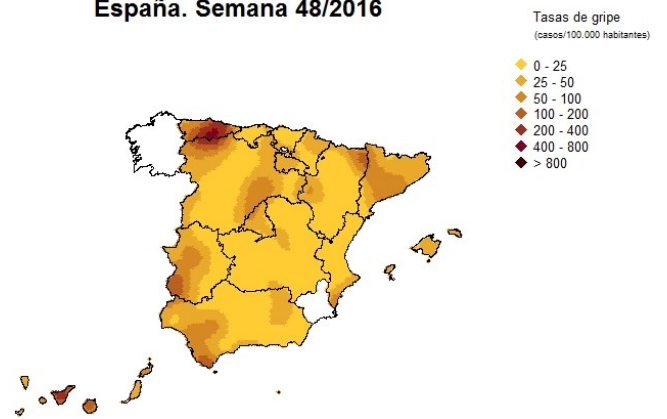 España. Semana 48/2016
Tasas de gripe
(casos/100.000 habitantes)
0 - 25
25 - 50
50 - 100
100 - 200
200 - 400
400 - 800
> 800